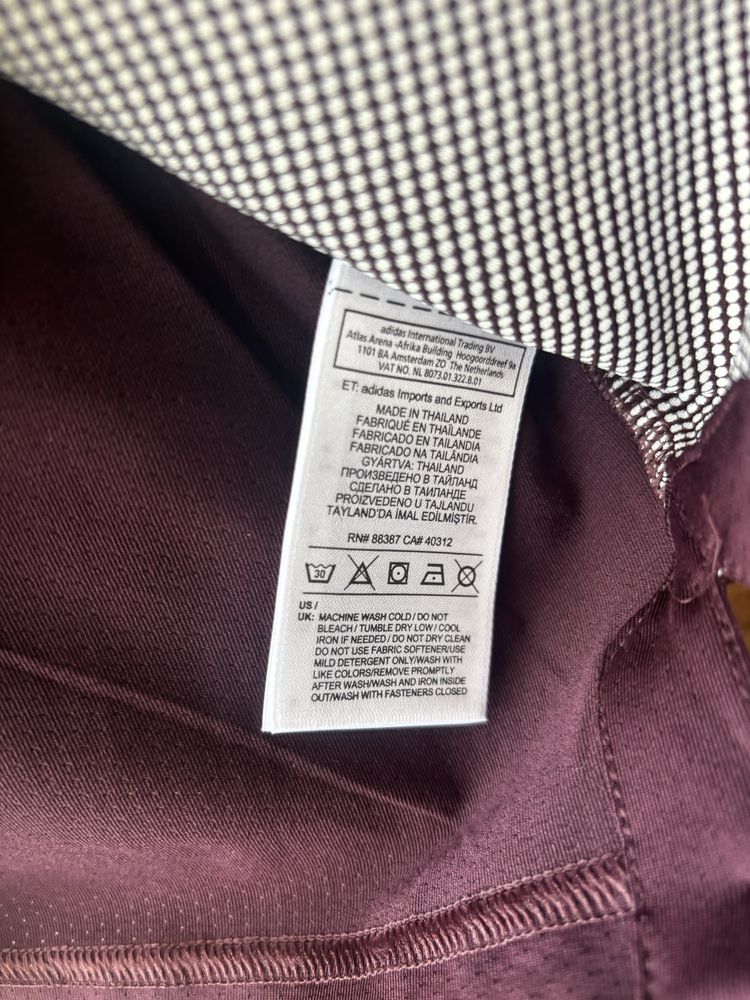 adidas International Trading BV
Atlas Arena -Afrika Building Hoogoorddreef 9a
1101 BA Amsterdam ZO The Netherlands
VAT NO. NL 8073.01.322.B.01
ET: adidas Imports and Exports Ltd
MADE IN THAILAND
FABRIQUÉ EN THAÏLANDE
FABRICADO EN TAILANDIA
FABRICADO NA TAILÂNDIA
GYÁRTVA: THAILAND
ПРОИЗВЕДЕНО В ТАЙЛАНД
СДЕЛАНО В ТАИЛАНДЕ
PROIZVEDENO U TAJLANDU
TAYLAND'DA İMAL EDİLMİŞTİR.
RN# 88387 CA# 40312
30
US /
UK: MACHINE WASH COLD / DO NOT
BLEACH / TUMBLE DRY LOW / COOL
IRON IF NEEDED / DO NOT DRY CLEAN
DO NOT USE FABRIC SOFTENER/USE
MILD DETERGENT ONLY/WASH WITH
LIKE COLORS/REMOVE PROMPTLY
AFTER WASH/WASH AND IRON INSIDE
OUT/WASH WITH FASTENERS CLOSED